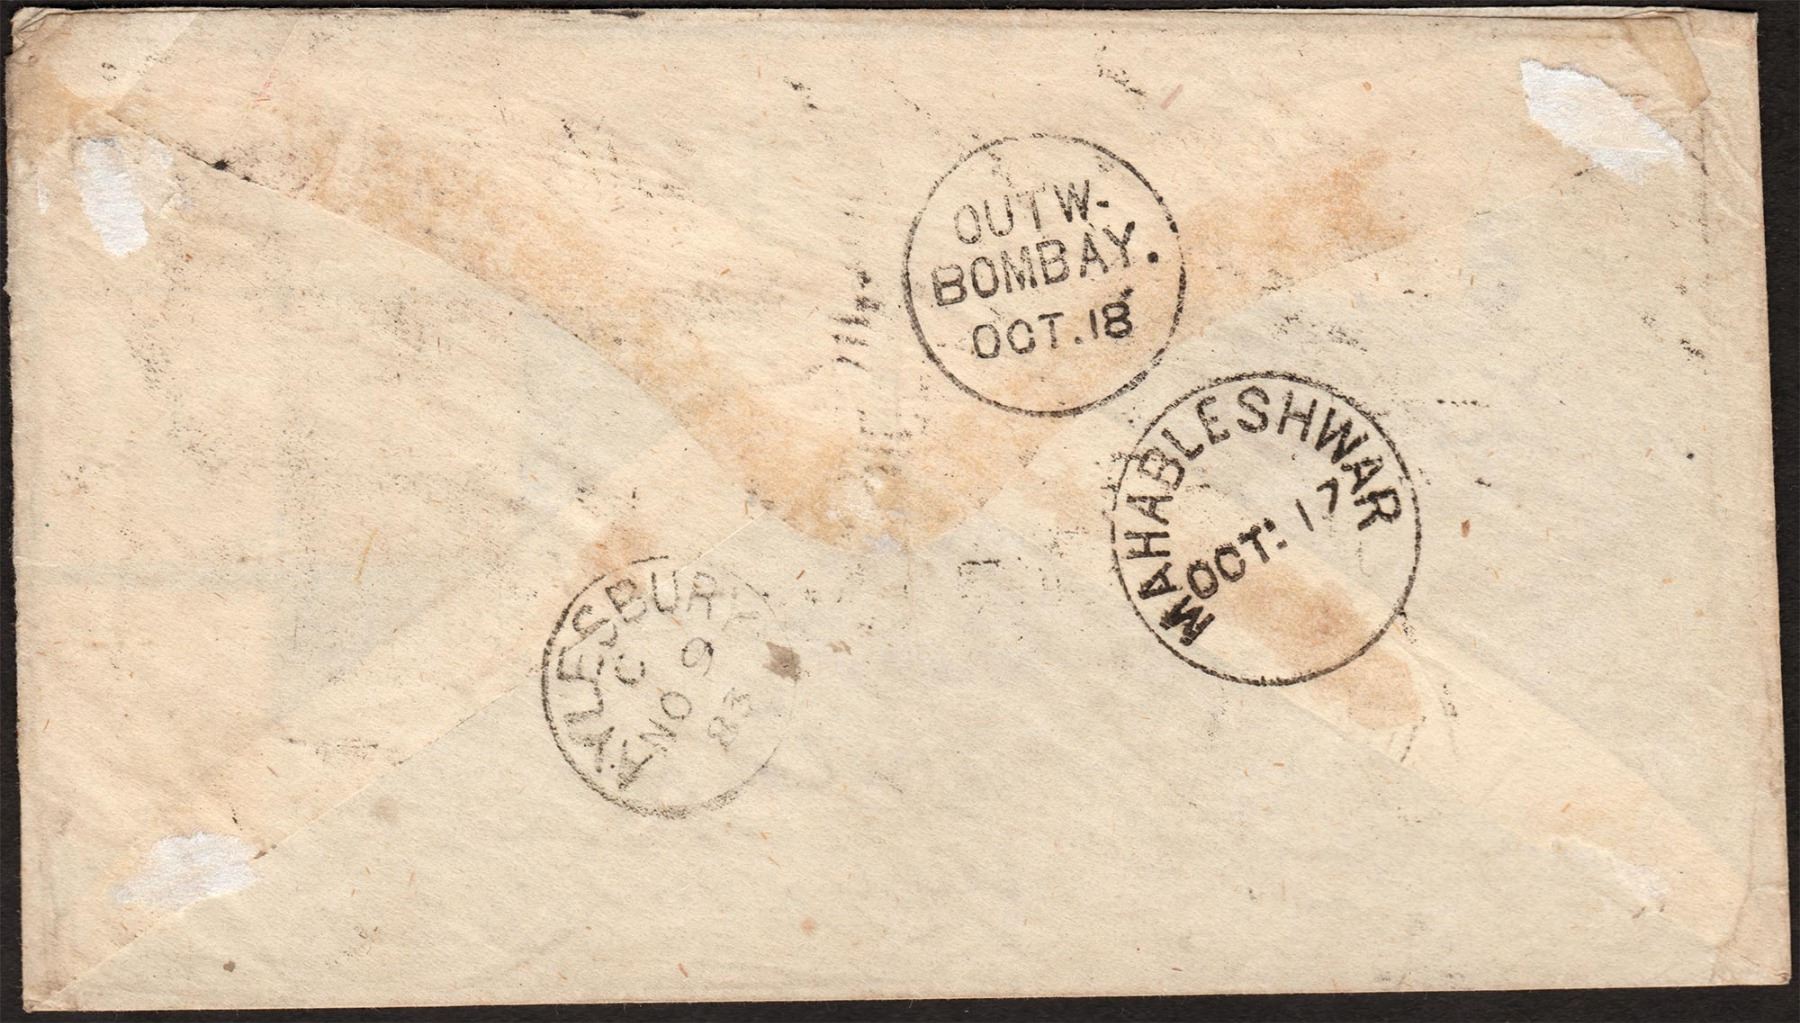 OUTW-
BOMBAY.
OCT. 18
MAHABLESHWAR
OCT: 17
AYLESBURY
C
NO 9
83